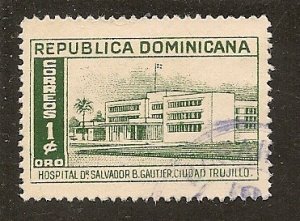 REPUBLICA DOMINICANA
CORREOS
1¢
ORO
HOSPITAL Dr. SALVADOR B. GAUTIER, CIUDAD TRUJILLO.